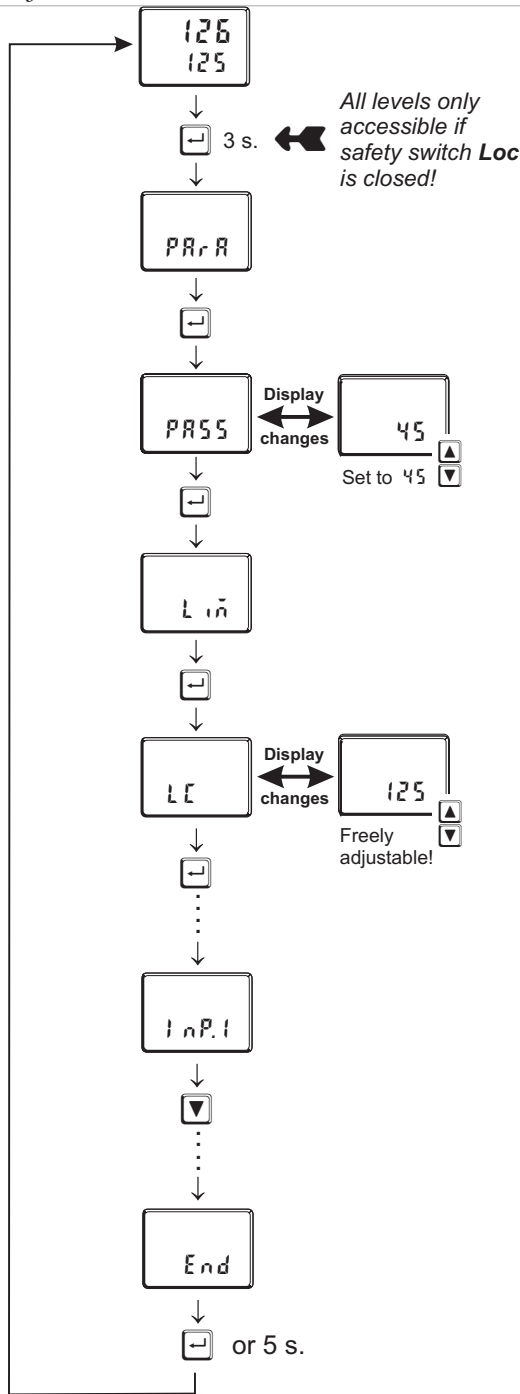 126
125
3 s.
All levels only
accessible if
safety switch Loc
is closed!
PArA
PASS
Display
changes
45
Set to 45
Lim
LC
Display
changes
125
Freely
adjustable!
InP.1
End
or 5 s.